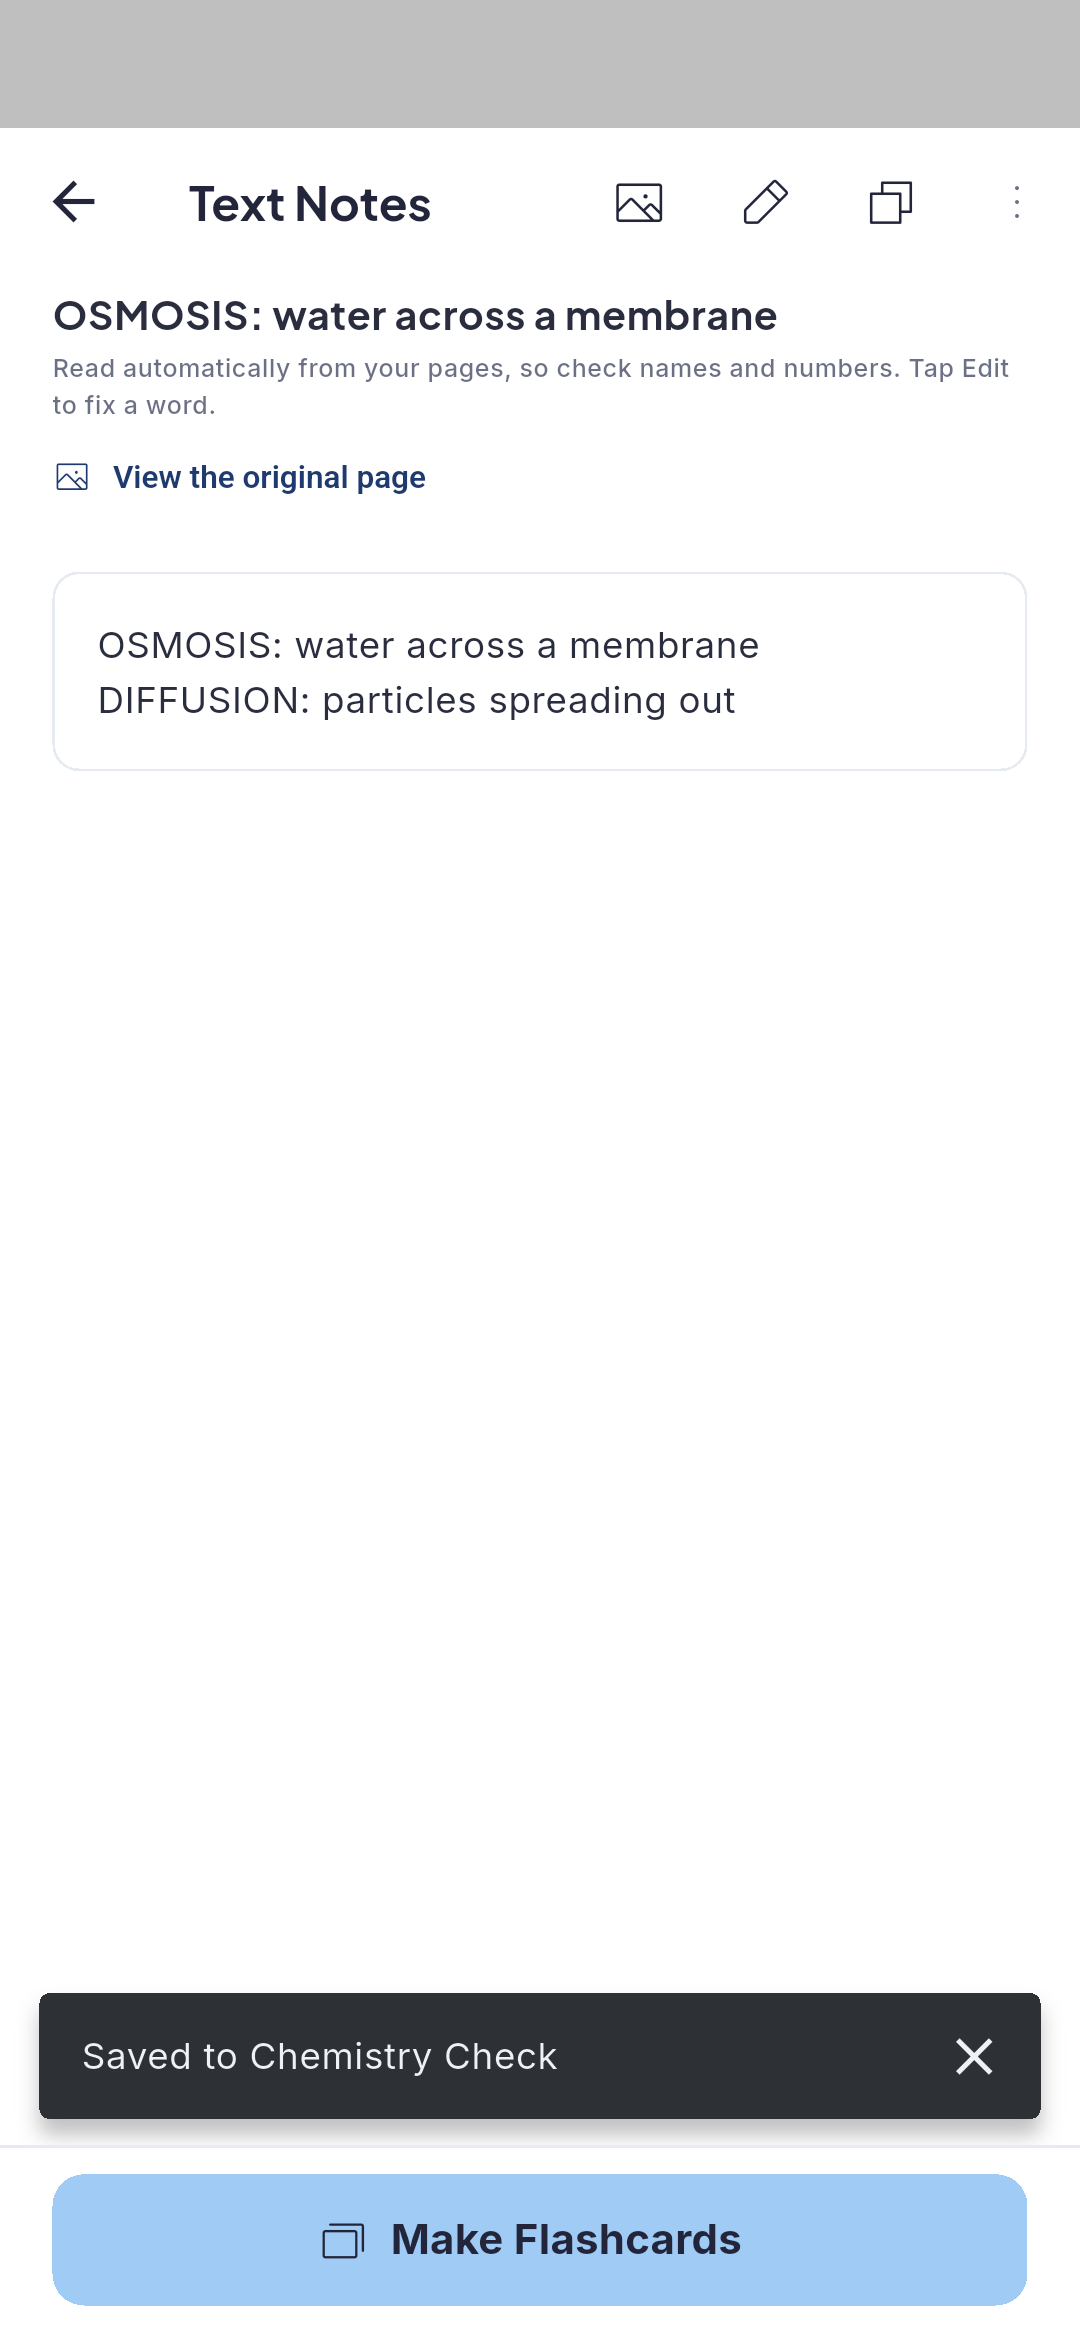 Text Notes
OSMOSIS: water across a membrane
Read automatically from your pages, so check names and numbers. Tap Edit
to fix a word.
View the original page
OSMOSIS: water across a membrane
DIFFUSION: particles spreading out
Saved to Chemistry Check
Make Flashcards